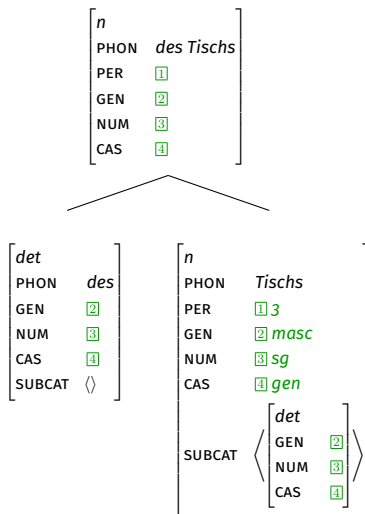 n
PHON des Tischs
PER 1
GEN 2
NUM 3
CAS 4
det
PHON des
GEN 2
NUM 3
CAS 4
SUBCAT ⟨⟩
n
PHON Tischs
PER 1 3
GEN 2 masc
NUM 3 sg
CAS 4 gen
SUBCAT ⟨ det
GEN 2
NUM 3
CAS 4 ⟩